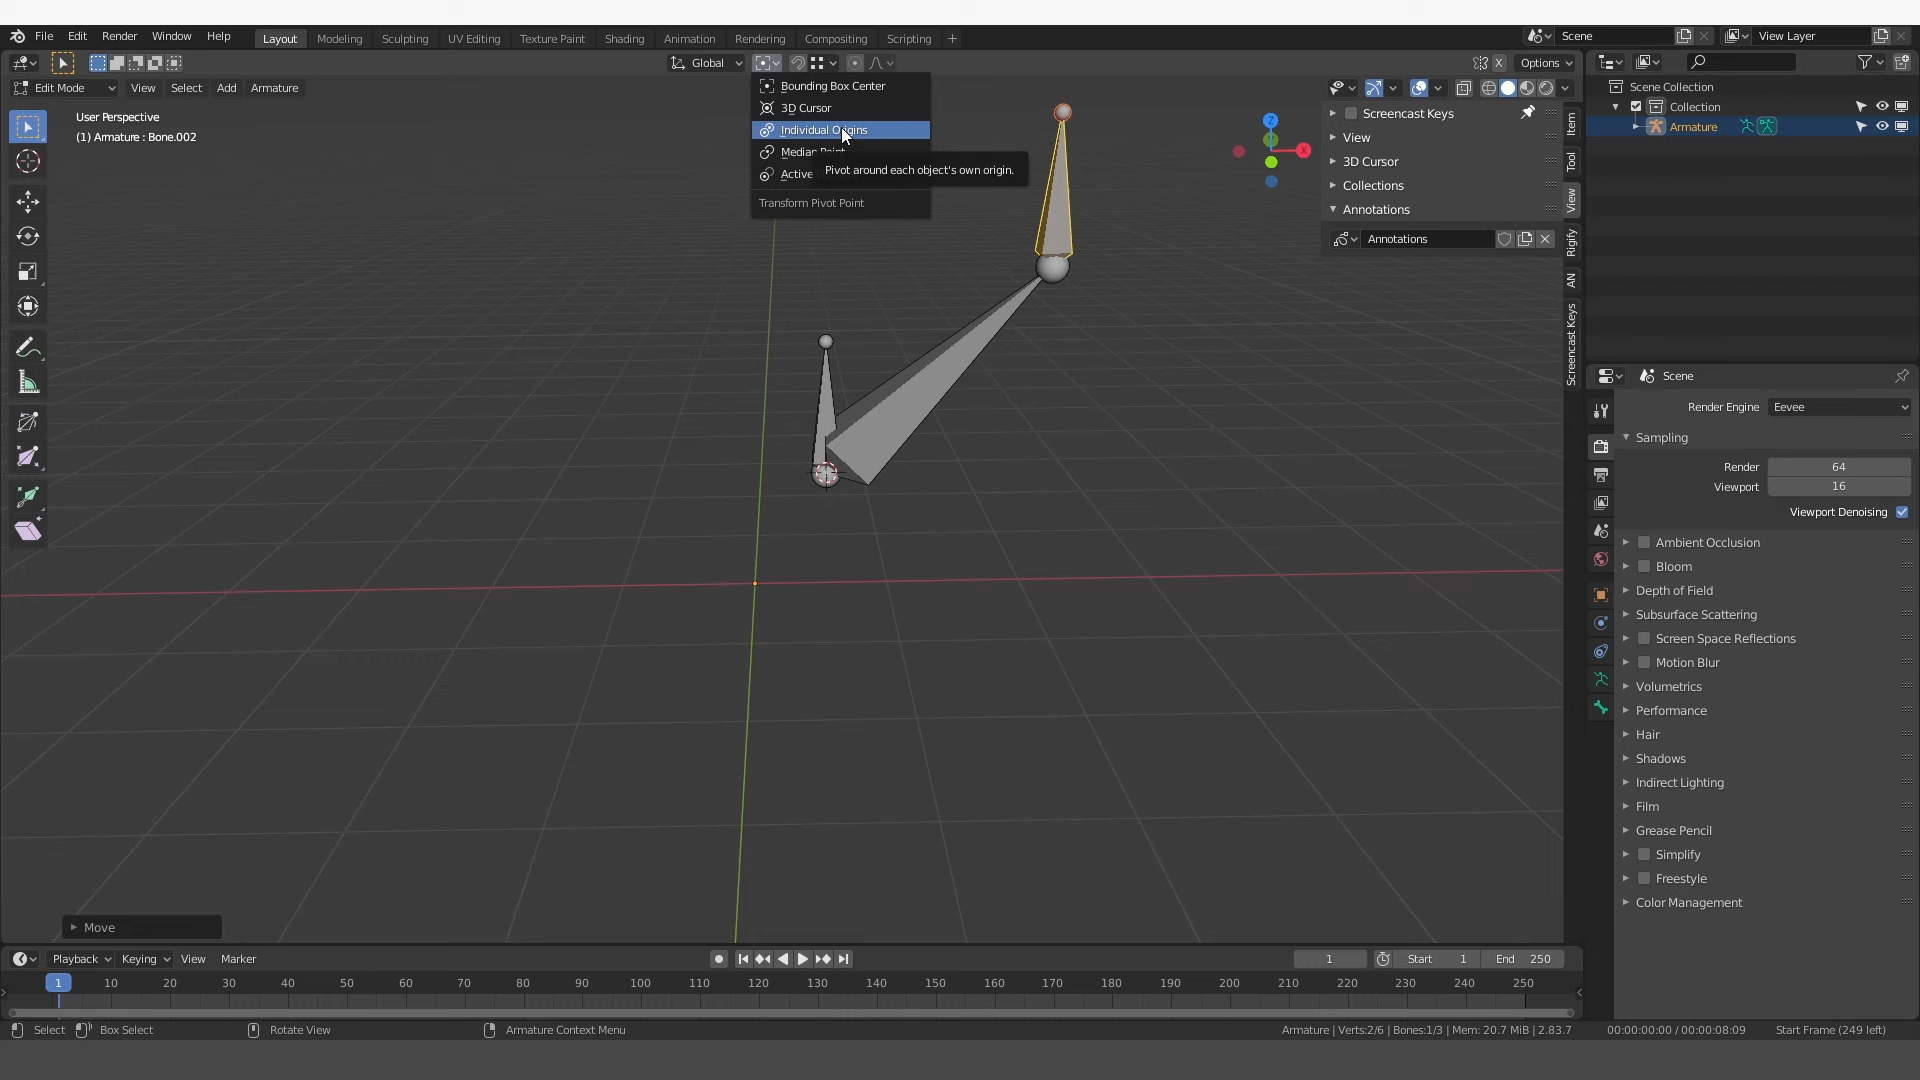 File Edit Render Window Help Layout Modeling Sculpting UV Editing Texture Paint Shading Animation Rendering Compositing Scripting + Scene View Layer
Global X Options
Edit Mode View Select Add Armature
User Perspective
(1) Armature : Bone.002
Bounding Box Center
3D Cursor
Individual Origins
Median Point
Active
Pivot around each object's own origin.
Transform Pivot Point
Z
X
Screencast Keys
View
3D Cursor
Collections
Annotations
Annotations
Item
Tool
View
Rigify
AN
Screencast Keys
Scene Collection
Collection
Armature
Scene
Render Engine Eevee
Sampling
Render 64
Viewport 16
Viewport Denoising
Ambient Occlusion
Bloom
Depth of Field
Subsurface Scattering
Screen Space Reflections
Motion Blur
Volumetrics
Performance
Hair
Shadows
Indirect Lighting
Film
Grease Pencil
Simplify
Freestyle
Color Management
Move
Playback Keying View Marker 1 Start 1 End 250
1 10 20 30 40 50 60 70 80 90 100 110 120 130 140 150 160 170 180 190 200 210 220 230 240 250
Select Box Select Rotate View Armature Context Menu Armature | Verts:2/6 | Bones:1/3 | Mem: 20.7 MiB | 2.83.7 00:00:00:00 / 00:00:08:09 Start Frame (249 left)